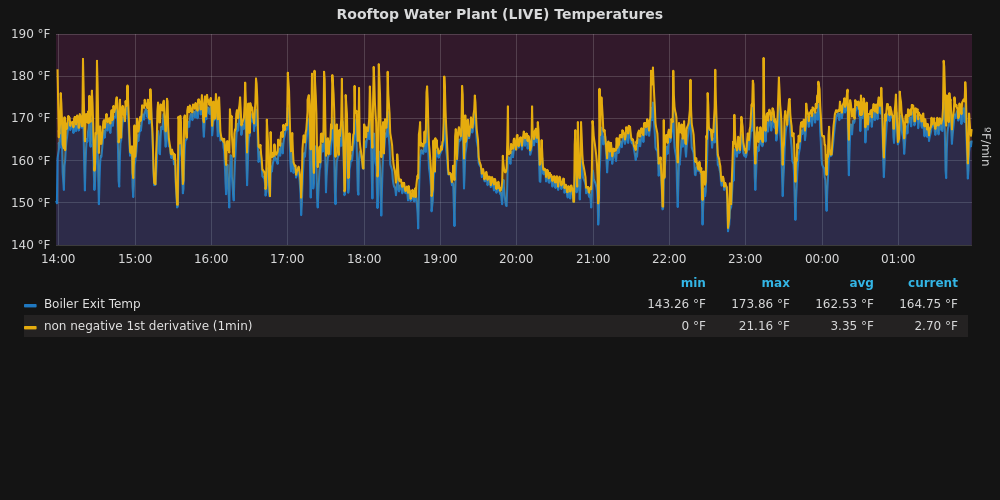 Rooftop Water Plant (LIVE) Temperatures
190 °F
180 °F
170 °F
160 °F
150 °F
140 °F
ºF/min
14:00 15:00 16:00 17:00 18:00 19:00 20:00 21:00 22:00 23:00 00:00 01:00
min max avg current
Boiler Exit Temp 143.26 °F 173.86 °F 162.53 °F 164.75 °F
non negative 1st derivative (1min) 0 °F 21.16 °F 3.35 °F 2.70 °F